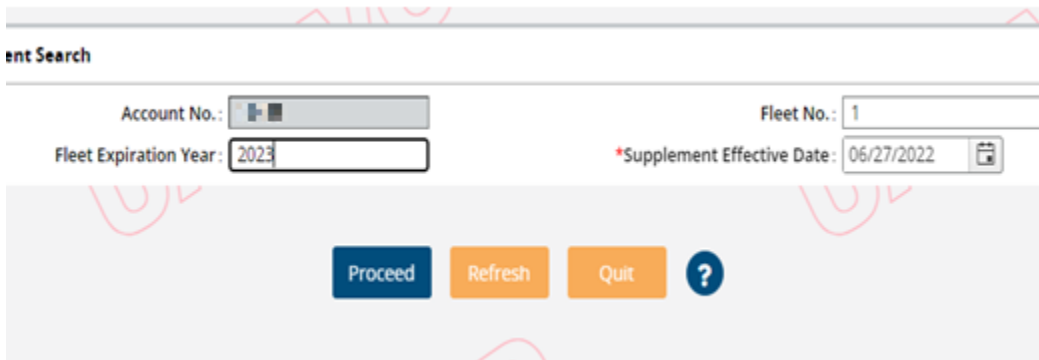 ent Search
Account No.:
Fleet No.: 1
Fleet Expiration Year: 2023
*Supplement Effective Date: 06/27/2022
Proceed Refresh Quit ?